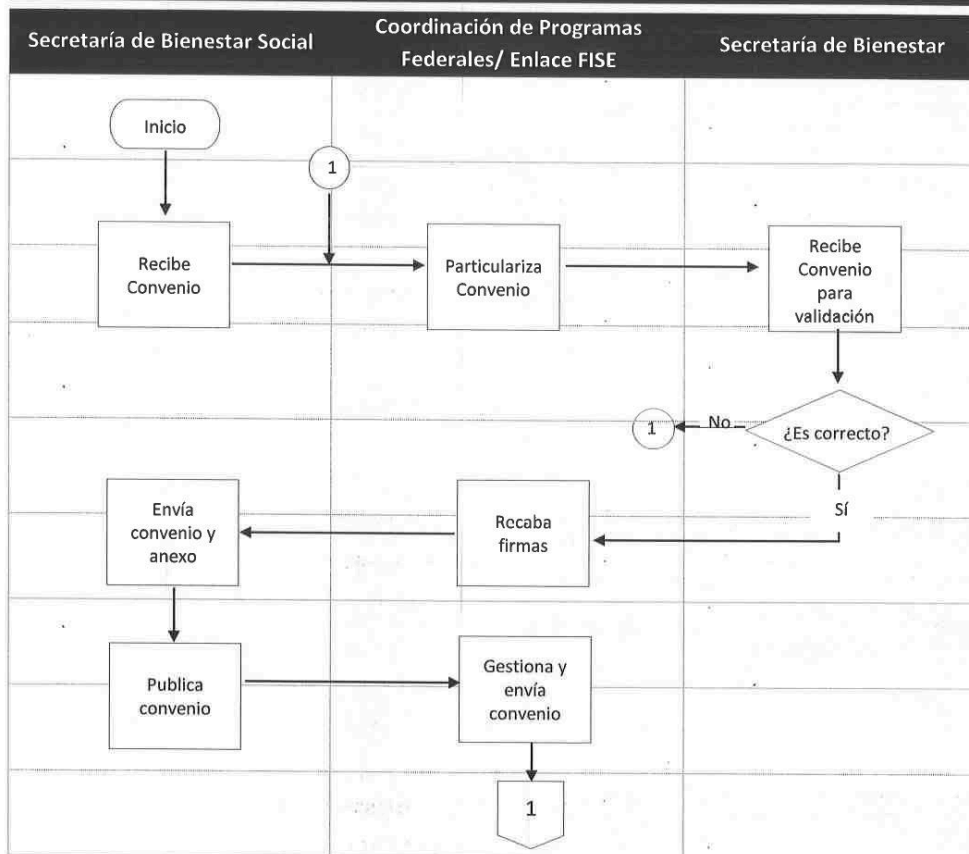 Secretaría de Bienestar Social
Coordinación de Programas
Federales/ Enlace FISE
Secretaría de Bienestar
Inicio
1
Recibe
Convenio
Particulariza
Convenio
Recibe
Convenio
para
validación
1
No
¿Es correcto?
Sí
Envía
convenio y
anexo
Recaba
firmas
Publica
convenio
Gestiona y
envía
convenio
1